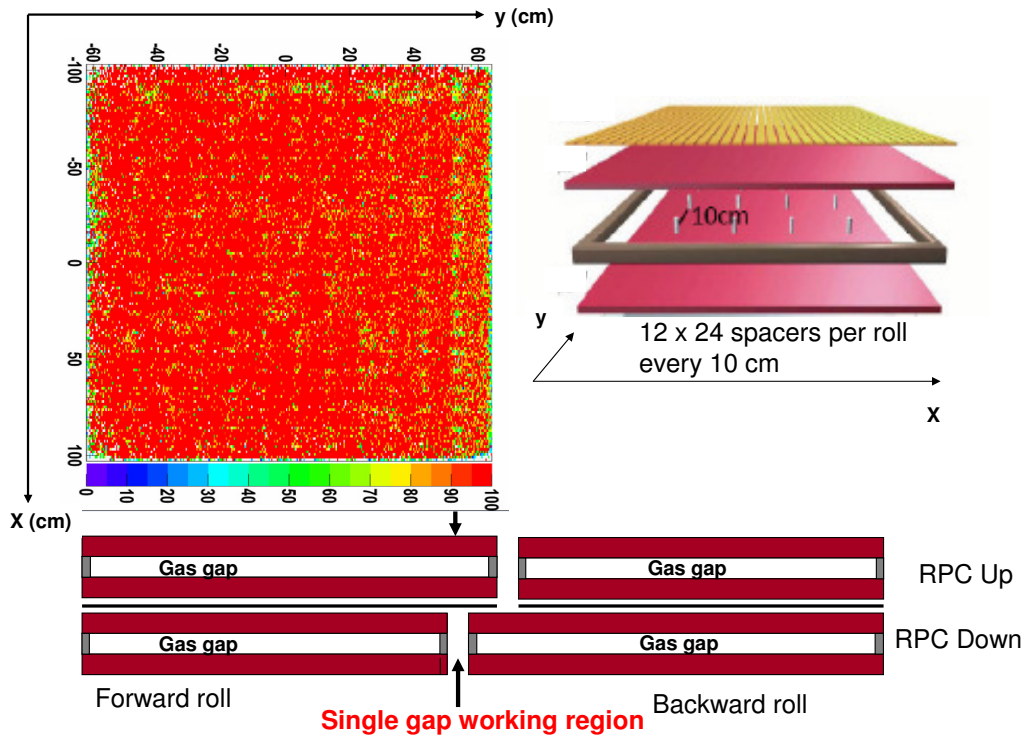 y (cm)
-60 -40 -20 0 20 40 60
-100
-50
0
50
100
0 10 20 30 40 50 60 70 80 90 100
X (cm)
10cm
y
12 x 24 spacers per roll
every 10 cm
X
Gas gap
Gas gap
RPC Up
Gas gap
Gas gap
RPC Down
Forward roll
Backward roll
Single gap working region